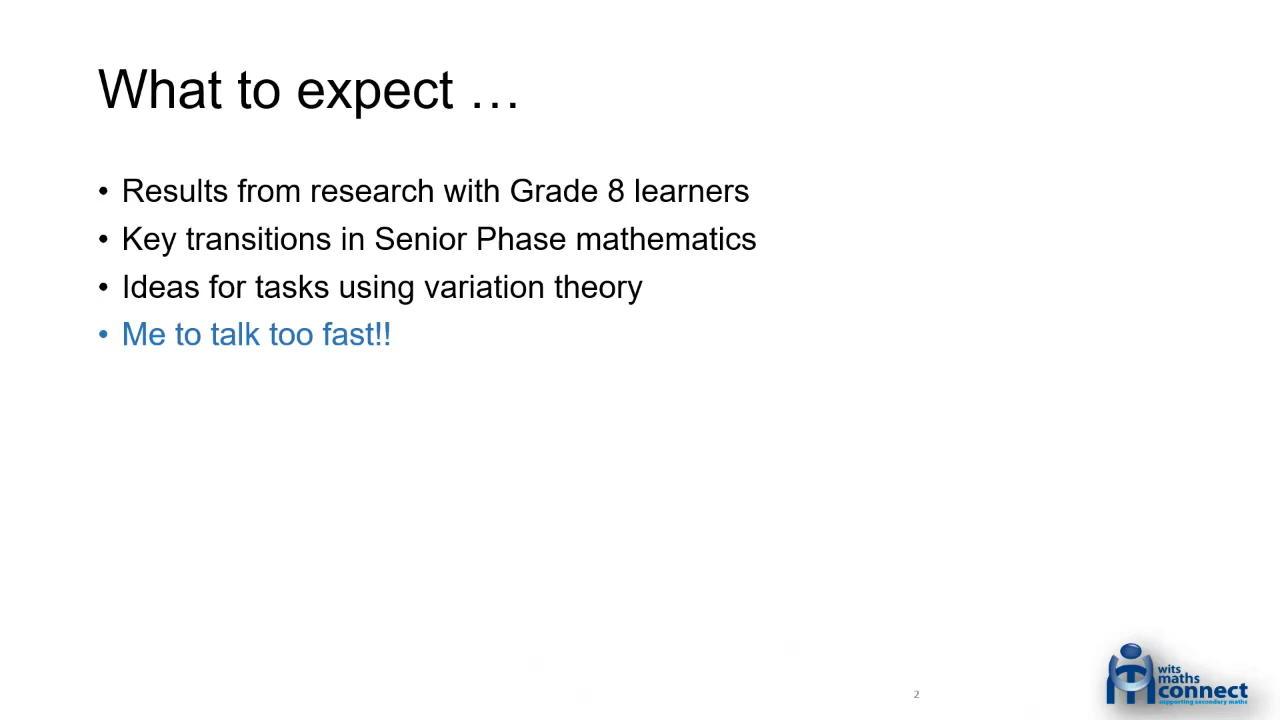 What to expect …
• Results from research with Grade 8 learners
• Key transitions in Senior Phase mathematics
• Ideas for tasks using variation theory
• Me to talk too fast!!
2
wits
maths
connect
supporting secondary maths